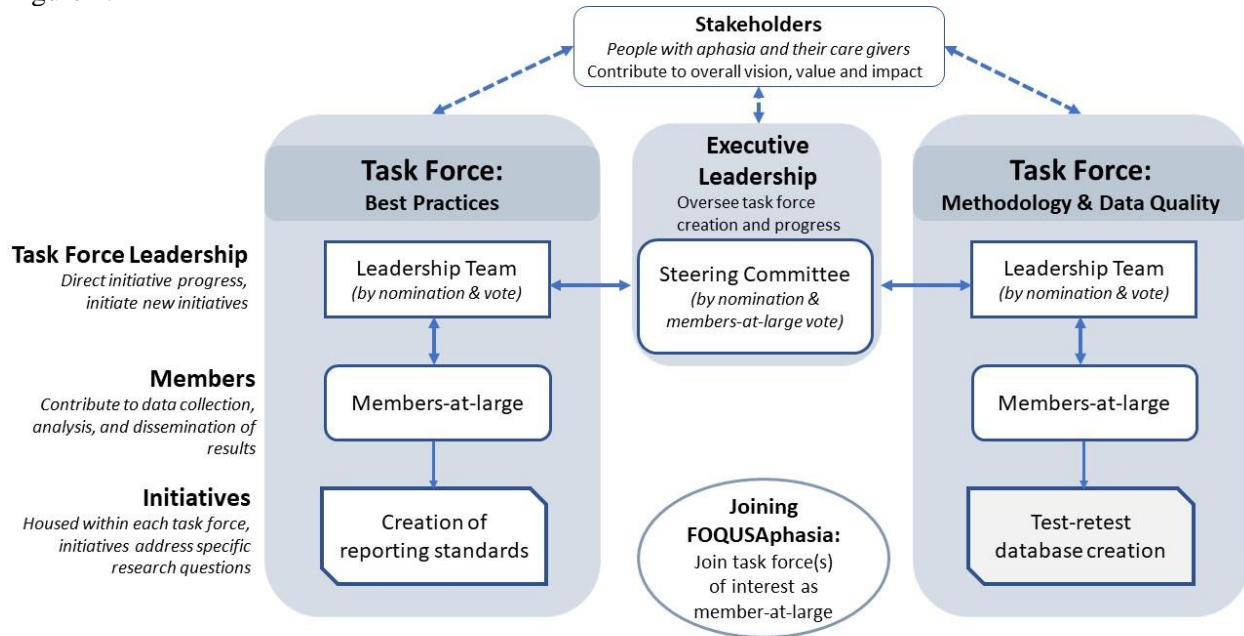 Stakeholders
People with aphasia and their care givers
Contribute to overall vision, value and impact
Task Force:
Best Practices
Executive
Leadership
Oversee task force
creation and progress
Task Force:
Methodology & Data Quality
Task Force Leadership
Direct initiative progress,
initiate new initiatives
Leadership Team
(by nomination & vote)
Steering Committee
(by nomination &
members-at-large vote)
Leadership Team
(by nomination & vote)
Members
Contribute to data collection,
analysis, and dissemination of
results
Members-at-large
Members-at-large
Initiatives
Housed within each task force,
initiatives address specific
research questions
Creation of
reporting standards
Joining
FOQUSAphasia:
Join task force(s)
of interest as
member-at-large
Test-retest
database creation